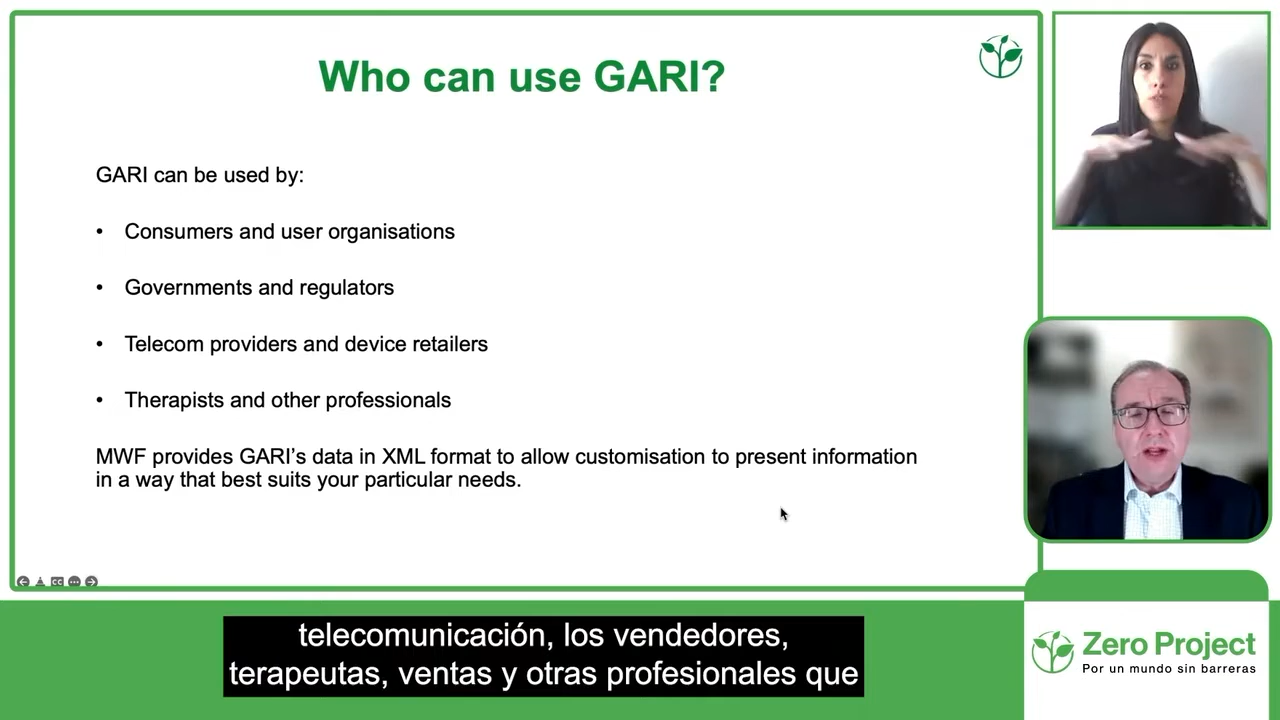 Who can use GARI?
GARI can be used by:
• Consumers and user organisations
• Governments and regulators
• Telecom providers and device retailers
• Therapists and other professionals
MWF provides GARI’s data in XML format to allow customisation to present information
in a way that best suits your particular needs.
CC
telecomunicación, los vendedores,
terapeutas, ventas y otras profesionales que
Zero Project
Por un mundo sin barreras